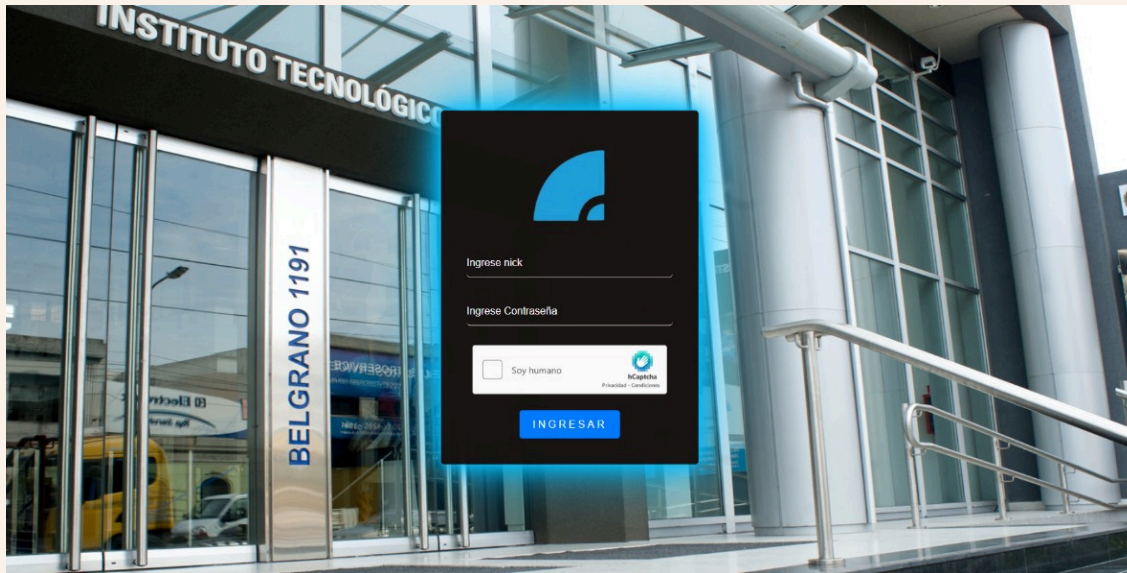 INSTITUTO TECNOLÓGICO
BELGRANO 1191
Ingrese nick
Ingrese Contraseña
Soy humano
hCaptcha
Privacidad - Condiciones
INGRESAR